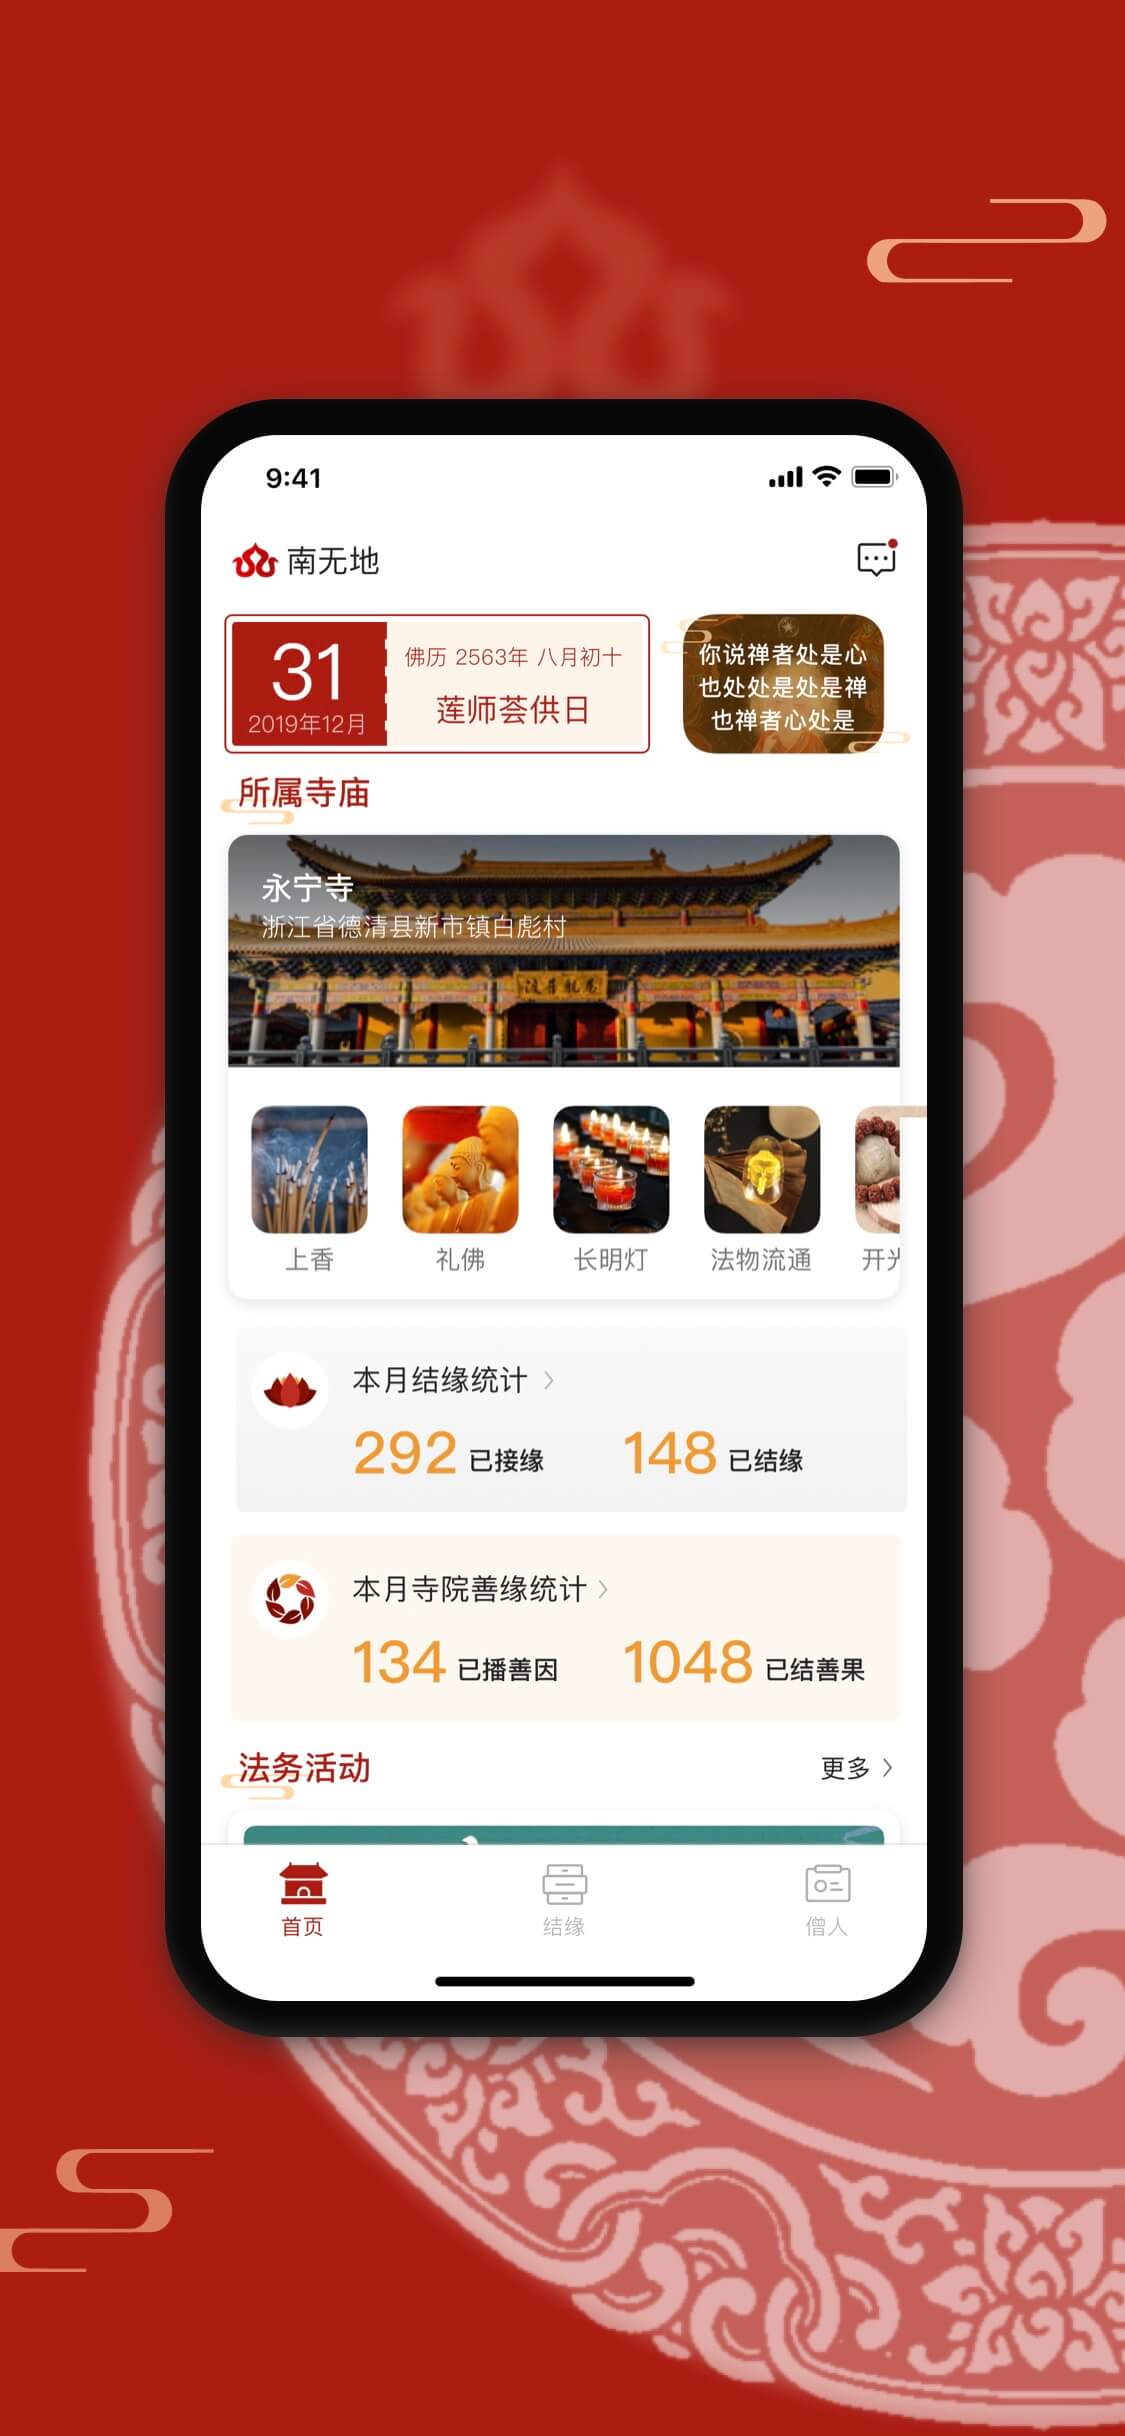 9:41
南无地
31
2019年12月
佛历 2563年 八月初十
莲师荟供日
你说禅者处是心
也处处是处是禅
也禅者心处是
所属寺庙
永宁寺
浙江省德清县新市镇白彪村
上香
礼佛
长明灯
法物流通
开光
本月结缘统计
292 已接缘
148 已结缘
本月寺院善缘统计
134 已播善因
1048 已结善果
法务活动
更多
首页
结缘
僧人